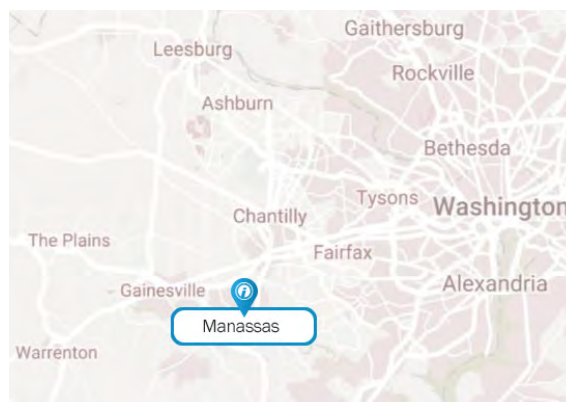 Gaithersburg
Leesburg
Rockville
Ashburn
Bethesda
Tysons
Washington
Chantilly
The Plains
Fairfax
Alexandria
Gainesville
i
Manassas
Warrenton